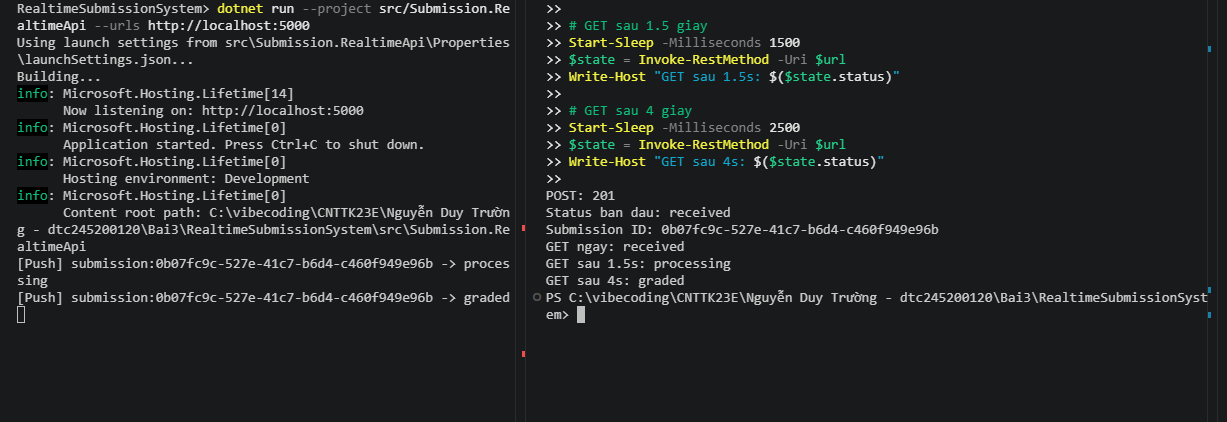 RealtimeSubmissionSystem> dotnet run --project src/Submission.Re
altimeApi --urls http://localhost:5000
Using launch settings from src\Submission.RealtimeApi\Properties
\launchSettings.json...
Building...
info: Microsoft.Hosting.Lifetime[14]
      Now listening on: http://localhost:5000
info: Microsoft.Hosting.Lifetime[0]
      Application started. Press Ctrl+C to shut down.
info: Microsoft.Hosting.Lifetime[0]
      Hosting environment: Development
info: Microsoft.Hosting.Lifetime[0]
      Content root path: C:\vibecoding\CNTTK23E\Nguyễn Duy Trườn
g - dtc245200120\Bai3\RealtimeSubmissionSystem\src\Submission.Re
altimeApi
[Push] submission:0b07fc9c-527e-41c7-b6d4-c460f949e96b -> proces
sing
[Push] submission:0b07fc9c-527e-41c7-b6d4-c460f949e96b -> graded
>>
>> # GET sau 1.5 giay
>> Start-Sleep -Milliseconds 1500
>> $state = Invoke-RestMethod -Uri $url
>> Write-Host "GET sau 1.5s: $($state.status)"
>>
>> # GET sau 4 giay
>> Start-Sleep -Milliseconds 2500
>> $state = Invoke-RestMethod -Uri $url
>> Write-Host "GET sau 4s: $($state.status)"
>>
POST: 201
Status ban dau: received
Submission ID: 0b07fc9c-527e-41c7-b6d4-c460f949e96b
GET ngay: received
GET sau 1.5s: processing
GET sau 4s: graded
PS C:\vibecoding\CNTTK23E\Nguyễn Duy Trường - dtc245200120\Bai3\RealtimeSubmissionSyst
em>